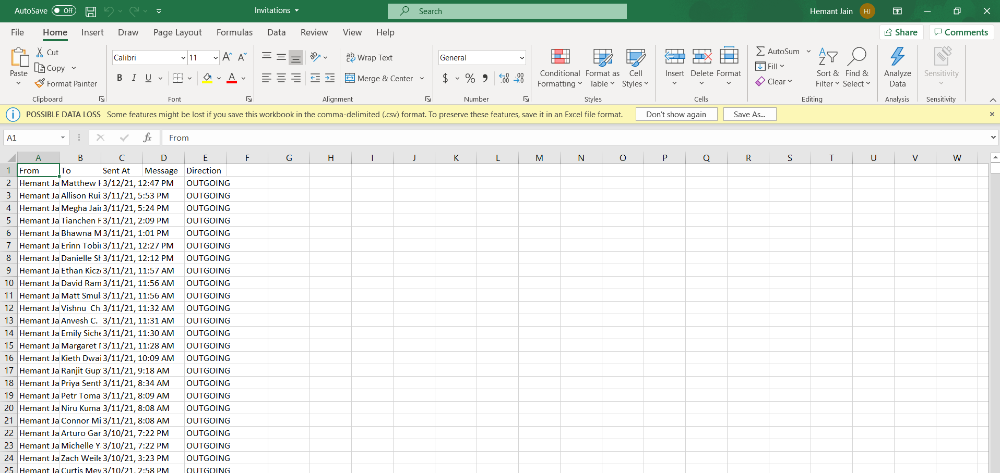 AutoSave Off Invitations Search Hemant Jain HJ
File Home Insert Draw Page Layout Formulas Data Review View Help Share Comments
Paste Cut Copy Format Painter Clipboard
Calibri 11 A A B I U A Font
ab Wrap Text Merge & Center Alignment
General $ % .00 .00 Number
Conditional Formatting Format as Table Cell Styles Styles
Insert Delete Format Cells
AutoSum Fill Clear Sort & Filter Find & Select Editing
Analyze Data Analysis
Sensitivity Sensitivity
POSSIBLE DATA LOSS Some features might be lost if you save this workbook in the comma-delimited (.csv) format. To preserve these features, save it in an Excel file format. Don't show again Save As...
A1 fx From
A B C D E F G H I J K L M N O P Q R S T U V W
1 From To Sent At Message Direction
2 Hemant Ja Matthew 3/12/21, 12:47 PM OUTGOING
3 Hemant Ja Allison Rui 3/11/21, 5:53 PM OUTGOING
4 Hemant Ja Megha Jai 3/11/21, 5:24 PM OUTGOING
5 Hemant Ja Tianchen 3/11/21, 2:09 PM OUTGOING
6 Hemant Ja Bhawna M 3/11/21, 1:01 PM OUTGOING
7 Hemant Ja Erinn Tobi 3/11/21, 12:27 PM OUTGOING
8 Hemant Ja Danielle Sh 3/11/21, 12:12 PM OUTGOING
9 Hemant Ja Ethan Kicz 3/11/21, 11:57 AM OUTGOING
10 Hemant Ja David Ram 3/11/21, 11:56 AM OUTGOING
11 Hemant Ja Matt Smul 3/11/21, 11:56 AM OUTGOING
12 Hemant Ja Vishnu Ch 3/11/21, 11:32 AM OUTGOING
13 Hemant Ja Anvesh C. 3/11/21, 11:31 AM OUTGOING
14 Hemant Ja Emily Siche 3/11/21, 11:30 AM OUTGOING
15 Hemant Ja Margaret 3/11/21, 11:28 AM OUTGOING
16 Hemant Ja Kieth Dwai 3/11/21, 10:09 AM OUTGOING
17 Hemant Ja Ranjit Gup 3/11/21, 9:18 AM OUTGOING
18 Hemant Ja Priya Senth 3/11/21, 8:34 AM OUTGOING
19 Hemant Ja Petr Toma 3/11/21, 8:09 AM OUTGOING
20 Hemant Ja Niru Kuma 3/11/21, 8:08 AM OUTGOING
21 Hemant Ja Connor Mi 3/11/21, 8:08 AM OUTGOING
22 Hemant Ja Arturo Gar 3/10/21, 7:22 PM OUTGOING
23 Hemant Ja Michelle Y 3/10/21, 7:22 PM OUTGOING
24 Hemant Ja Zach Weile 3/10/21, 3:23 PM OUTGOING
25 Hemant Ja Curtis Mey 3/10/21, 2:58 PM OUTGOING